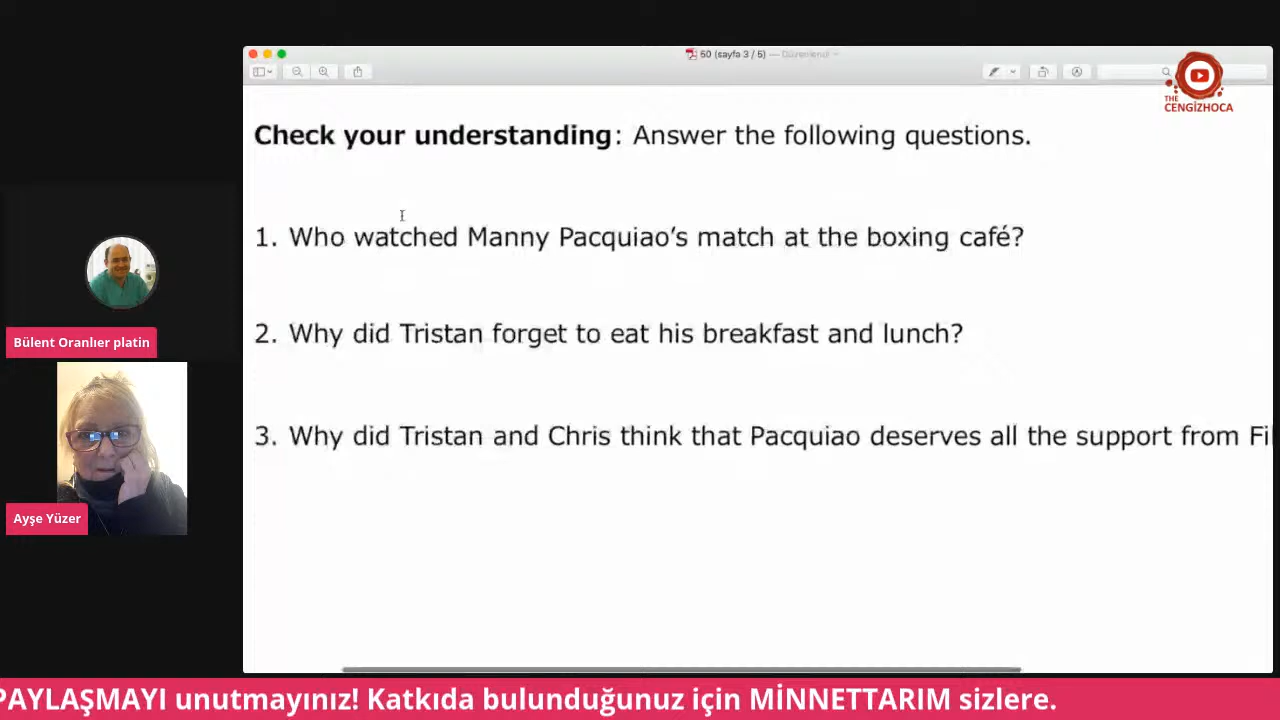 50 (sayfa 3 / 5) — Düzenlendi
THE
CENGİZHOCA
Check your understanding: Answer the following questions.
1. Who watched Manny Pacquiao's match at the boxing café?
2. Why did Tristan forget to eat his breakfast and lunch?
3. Why did Tristan and Chris think that Pacquiao deserves all the support from Fi
Bülent Oranlıer platin
Ayşe Yüzer
PAYLAŞMAYI unutmayınız! Katkıda bulunduğunuz için MİNNETTARIM sizlere.